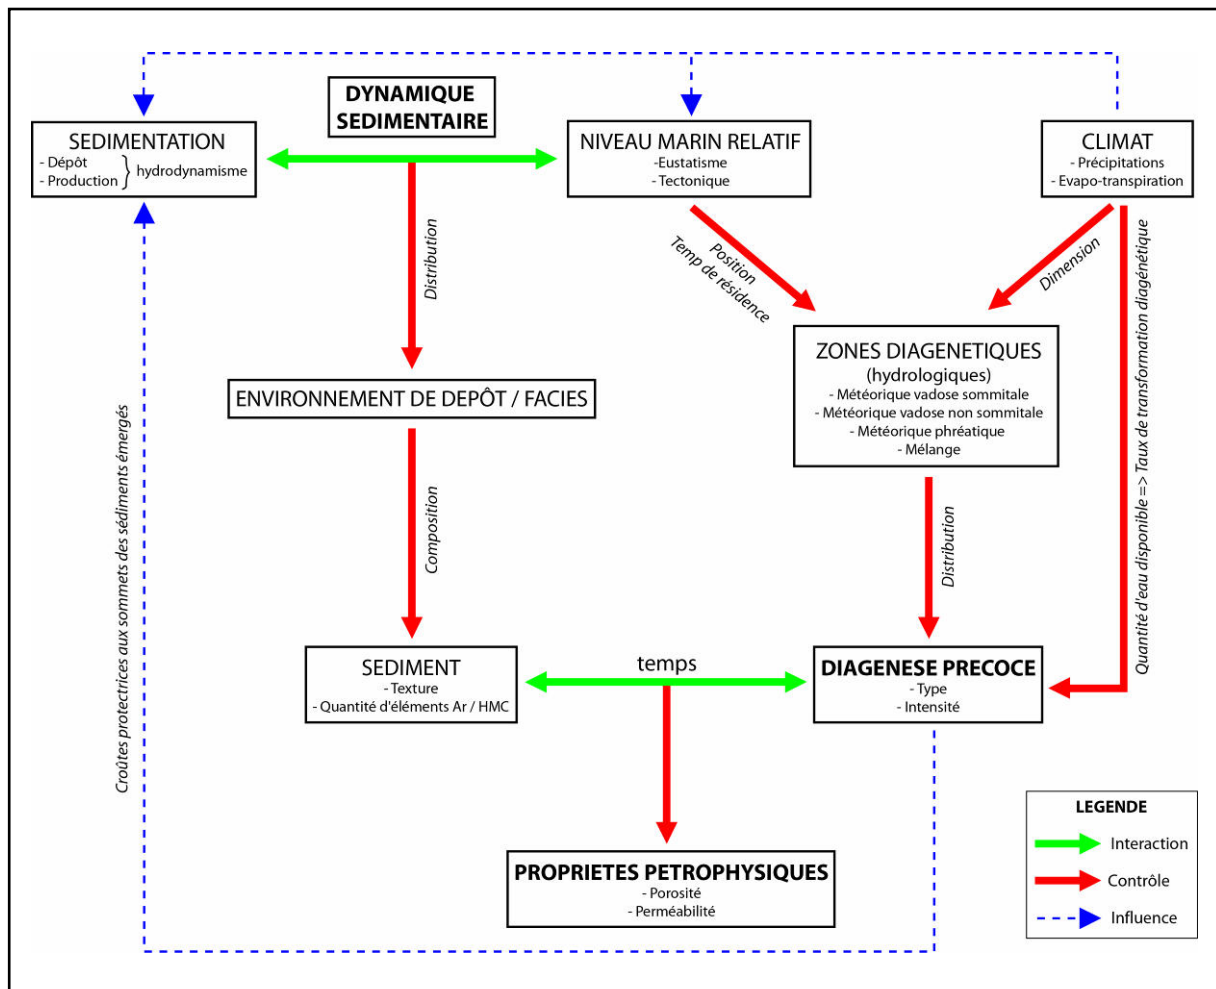 DYNAMIQUE
SEDIMENTAIRE
SEDIMENTATION
- Dépôt
- Production
hydrodynamisme
NIVEAU MARIN RELATIF
-Eustatisme
- Tectonique
CLIMAT
- Précipitations
- Evapo-transpiration
Distribution
Position
Temp de résidence
Dimension
Quantité d'eau disponible => Taux de transformation diagénétique
ZONES DIAGENETIQUES
(hydrologiques)
- Météorique vadose sommitale
- Météorique vadose non sommitale
- Météorique phréatique
- Mélange
ENVIRONNEMENT DE DEPÔT / FACIES
Croûtes protectrices aux sommets des sédiments émergés
Composition
Distribution
SEDIMENT
- Texture
- Quantité d'éléments Ar / HMC
temps
DIAGENESE PRECOCE
- Type
- Intensité
PROPRIETES PETROPHYSIQUES
- Porosité
- Perméabilité
LEGENDE
Interaction
Contrôle
Influence